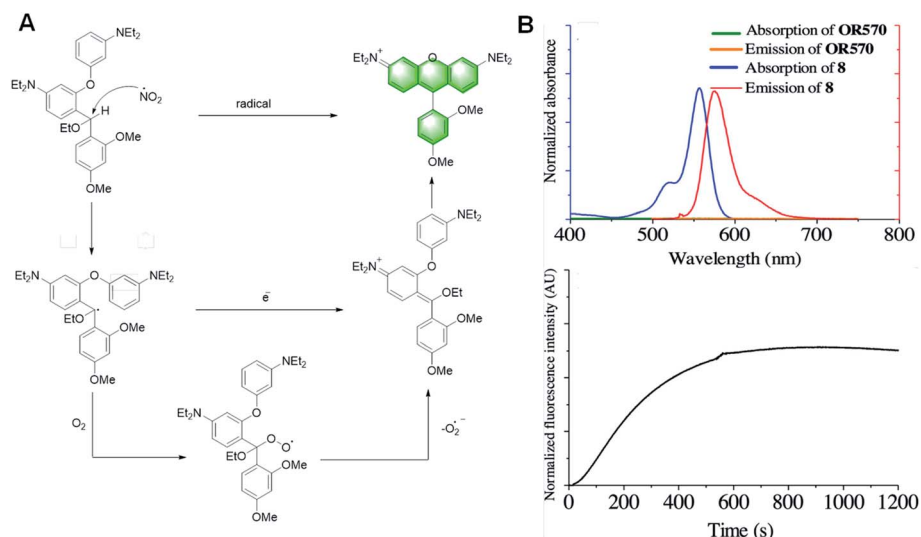 A
NEt2
Et2N
O
•NO2
H
EtO
OMe
OMe
radical
Et2N+
O
NEt2
OMe
OMe
Et2N
O
NEt2
EtO
OMe
OMe
e-
NEt2
O
Et2N+
OEt
OMe
OMe
O2
NEt2
Et2N
O
O
O•
EtO
OMe
OMe
-O2•-
B
Normalized absorbance
Absorption of OR570
Emission of OR570
Absorption of 8
Emission of 8
400 500 600 700 800
Wavelength (nm)
Normalized fluorescence intensity (AU)
0 200 400 600 800 1000 1200
Time (s)